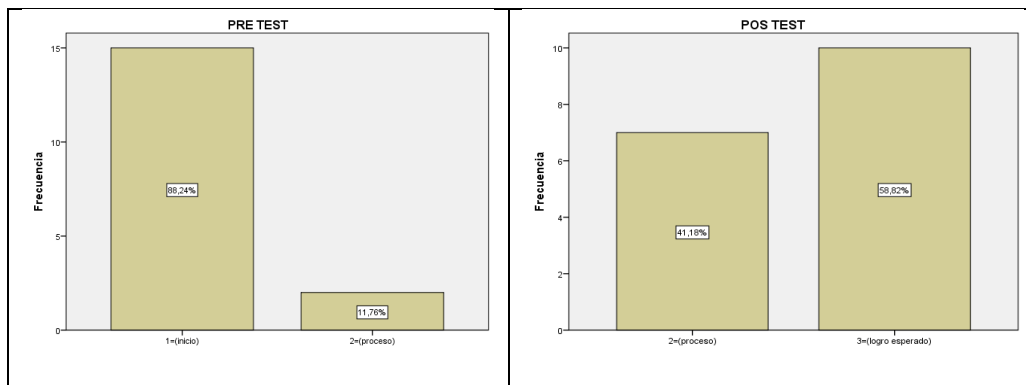 PRE TEST
Frecuencia
15
10
5
0
88,24%
11,76%
1=(inicio)
2=(proceso)
POS TEST
Frecuencia
10
8
6
4
2
0
41,18%
58,82%
2=(proceso)
3=(logro esperado)